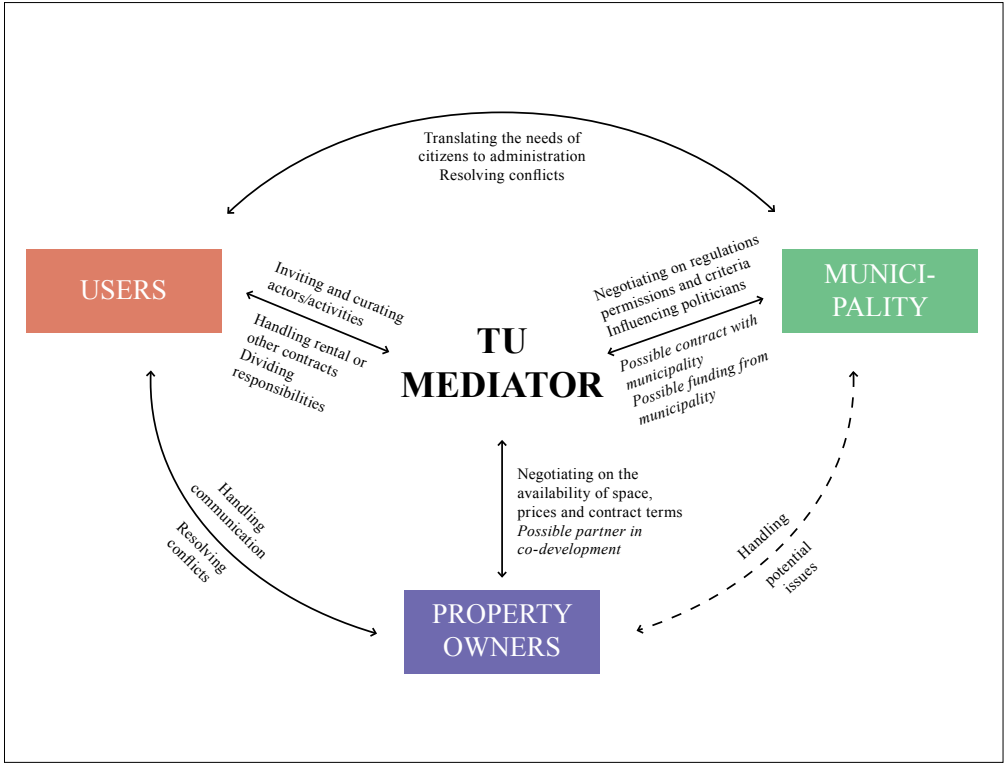 Translating the needs of
citizens to administration
Resolving conflicts
USERS
MUNICI-
PALITY
Inviting and curating
actors/activities
Handling rental or
other contracts
Dividing
responsibilities
TU
MEDIATOR
Negotiating on regulations
permissions and criteria
Influencing politicians
Possible contract with
municipality
Possible funding from
municipality
Handling
communication
Resolving
conflicts
Negotiating on the
availability of space,
prices and contract terms
Possible partner in
co-development
Handling
potential
issues
PROPERTY
OWNERS